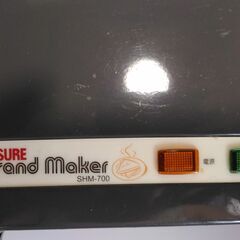 SURE
rand Maker
SHM-700
電源